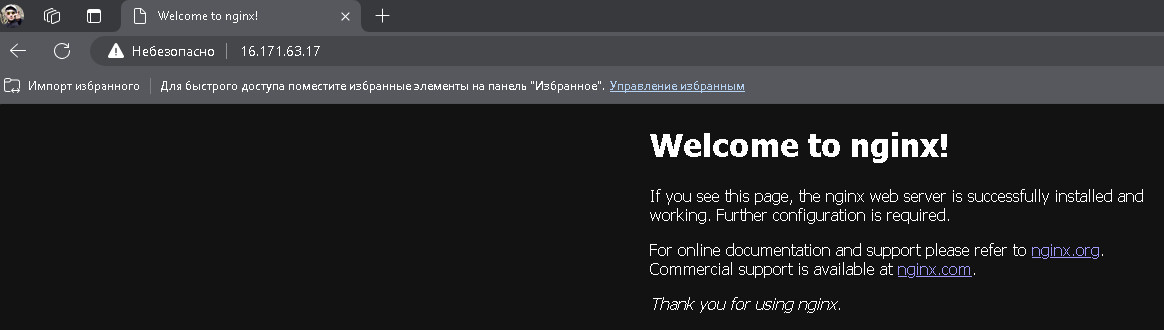 Welcome to nginx!
Небезопасно 16.171.63.17
Импорт избранного Для быстрого доступа поместите избранные элементы на панель "Избранное". Управление избранным
Welcome to nginx!
If you see this page, the nginx web server is successfully installed and
working. Further configuration is required.
For online documentation and support please refer to nginx.org.
Commercial support is available at nginx.com.
Thank you for using nginx.